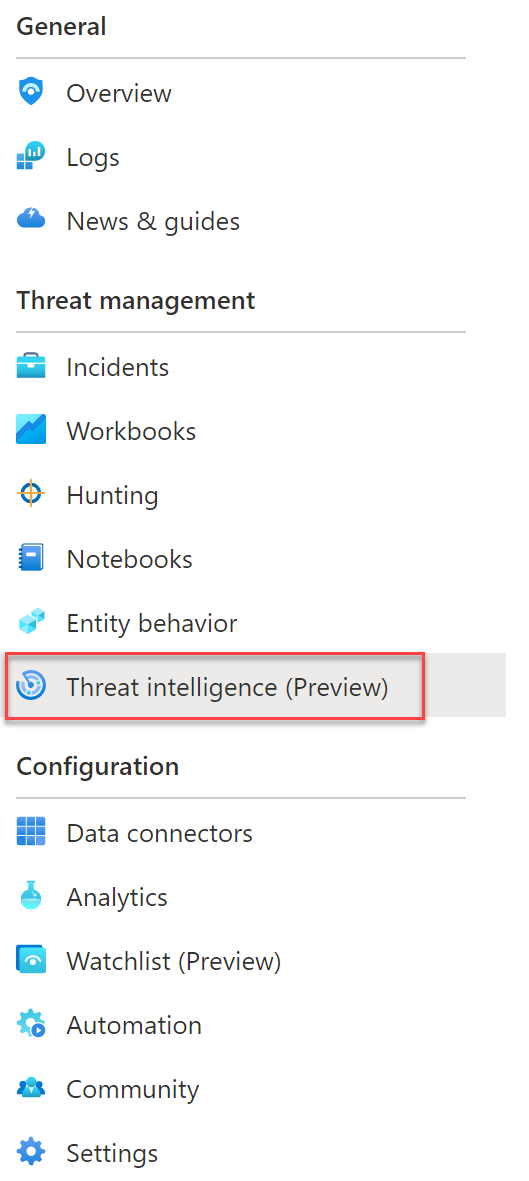 General
Overview
Logs
News & guides
Threat management
Incidents
Workbooks
Hunting
Notebooks
Entity behavior
Threat intelligence (Preview)
Configuration
Data connectors
Analytics
Watchlist (Preview)
Automation
Community
Settings